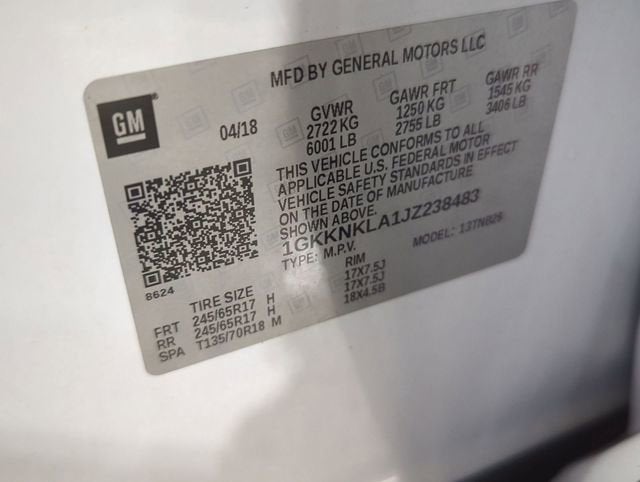 MFD BY GENERAL MOTORS LLC
GM
04/18
GVWR GAWR FRT GAWR RR
2722 KG 1250 KG 1545 KG
6001 LB 2755 LB 3406 LB
THIS VEHICLE CONFORMS TO ALL
APPLICABLE U.S. FEDERAL MOTOR
VEHICLE SAFETY STANDARDS IN EFFECT
ON THE DATE OF MANUFACTURE
SHOWN ABOVE.
1GKKNKLA1JZ238483
TYPE: M.P.V. MODEL: 13TNB26
8624
TIRE SIZE RIM
FRT 245/65R17 H 17X7.5J
RR 245/65R17 H 17X7.5J
SPA T135/70R18 M 18X4.5B